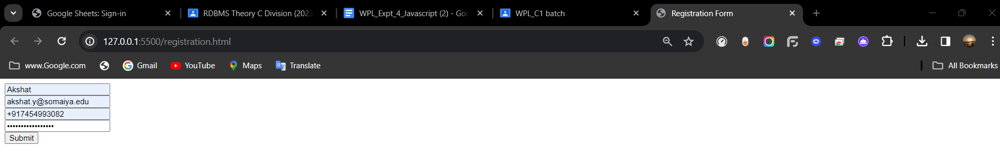 Google Sheets: Sign-in
RDBMS Theory C Division (2023
WPL_Expt_4_Javascript (2) - Goo
WPL_C1 batch
Registration Form
127.0.0.1:5500/registration.html
www.Google.com
Gmail
YouTube
Maps
Translate
All Bookmarks
Akshat
akshat.y@somaiya.edu
+917454993082
•••••••••••••••••
Submit